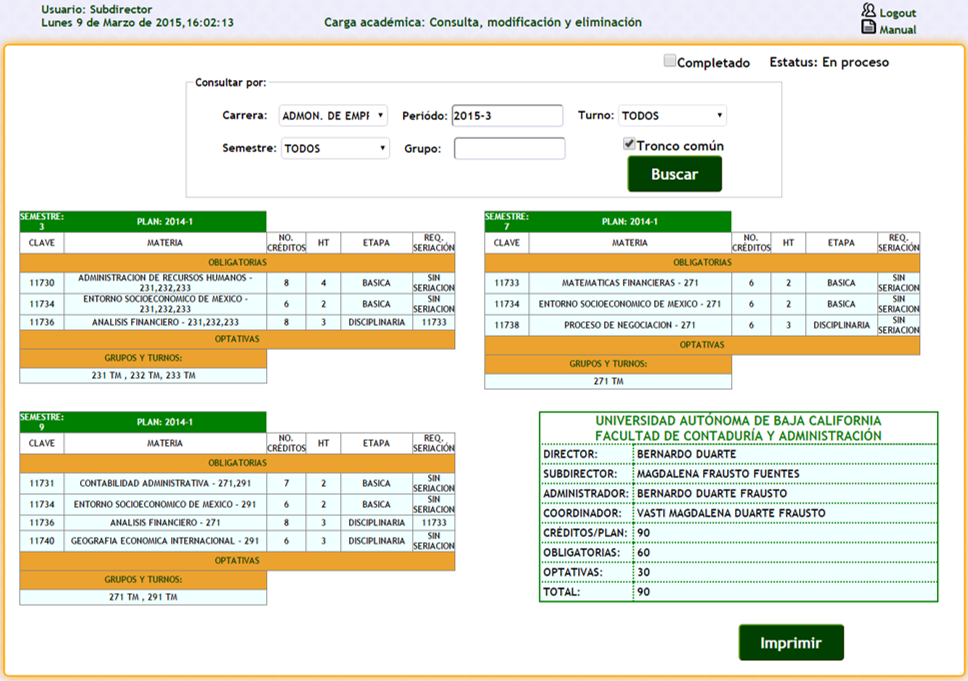 Usuario: Subdirector
Lunes 9 de Marzo de 2015,16:02:13
Carga académica: Consulta, modificación y eliminación
Logout
Manual
Completado
Estatus: En proceso
Consultar por:
Carrera: ADMON. DE EMPF
Periódo: 2015-3
Turno: TODOS
Semestre: TODOS
Grupo:
Tronco común
Buscar
SEMESTRE: 3 PLAN: 2014-1
CLAVE MATERIA NO. CRÉDITOS HT ETAPA REQ. SERIACIÓN
OBLIGATORIAS
11730 ADMINISTRACION DE RECURSOS HUMANOS - 231,232,233 8 4 BASICA SIN SERIACION
11734 ENTORNO SOCIOECONOMICO DE MEXICO - 231,232,233 6 2 BASICA SIN SERIACION
11736 ANALISIS FINANCIERO - 231,232,233 8 3 DISCIPLINARIA 11733
OPTATIVAS
GRUPOS Y TURNOS:
231 TM , 232 TM, 233 TM
SEMESTRE: 7 PLAN: 2014-1
CLAVE MATERIA NO. CRÉDITOS HT ETAPA REQ. SERIACIÓN
OBLIGATORIAS
11733 MATEMATICAS FINANCIERAS - 271 6 2 BASICA SIN SERIACION
11734 ENTORNO SOCIOECONOMICO DE MEXICO - 271 6 2 BASICA SIN SERIACION
11738 PROCESO DE NEGOCIACION - 271 6 3 DISCIPLINARIA SIN SERIACION
OPTATIVAS
GRUPOS Y TURNOS:
271 TM
SEMESTRE: 9 PLAN: 2014-1
CLAVE MATERIA NO. CRÉDITOS HT ETAPA REQ. SERIACIÓN
OBLIGATORIAS
11731 CONTABILIDAD ADMINISTRATIVA - 271,291 7 2 BASICA SIN SERIACION
11734 ENTORNO SOCIOECONOMICO DE MEXICO - 291 6 2 BASICA SIN SERIACION
11736 ANALISIS FINANCIERO - 271 8 3 DISCIPLINARIA 11733
11740 GEOGRAFIA ECONOMICA INTERNACIONAL - 291 6 3 DISCIPLINARIA SIN SERIACION
OPTATIVAS
GRUPOS Y TURNOS:
271 TM , 291 TM
UNIVERSIDAD AUTÓNOMA DE BAJA CALIFORNIA
FACULTAD DE CONTADURÍA Y ADMINISTRACIÓN
DIRECTOR: BERNARDO DUARTE
SUBDIRECTOR: MAGDALENA FRAUSTO FUENTES
ADMINISTRADOR: BERNARDO DUARTE FRAUSTO
COORDINADOR: VASTI MAGDALENA DUARTE FRAUSTO
CRÉDITOS/PLAN: 90
OBLIGATORIAS: 60
OPTATIVAS: 30
TOTAL: 90
Imprimir